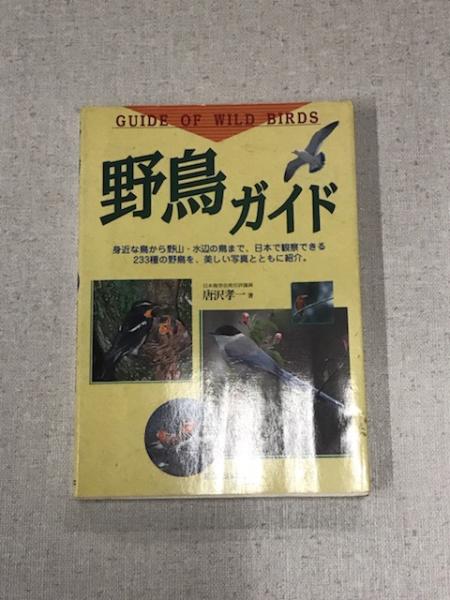 GUIDE OF WILD BIRDS
野鳥ガイド
身近な鳥から野山・水辺の鳥まで、日本で観察できる
233種の野鳥を、美しい写真とともに紹介。
唐沢孝一 著